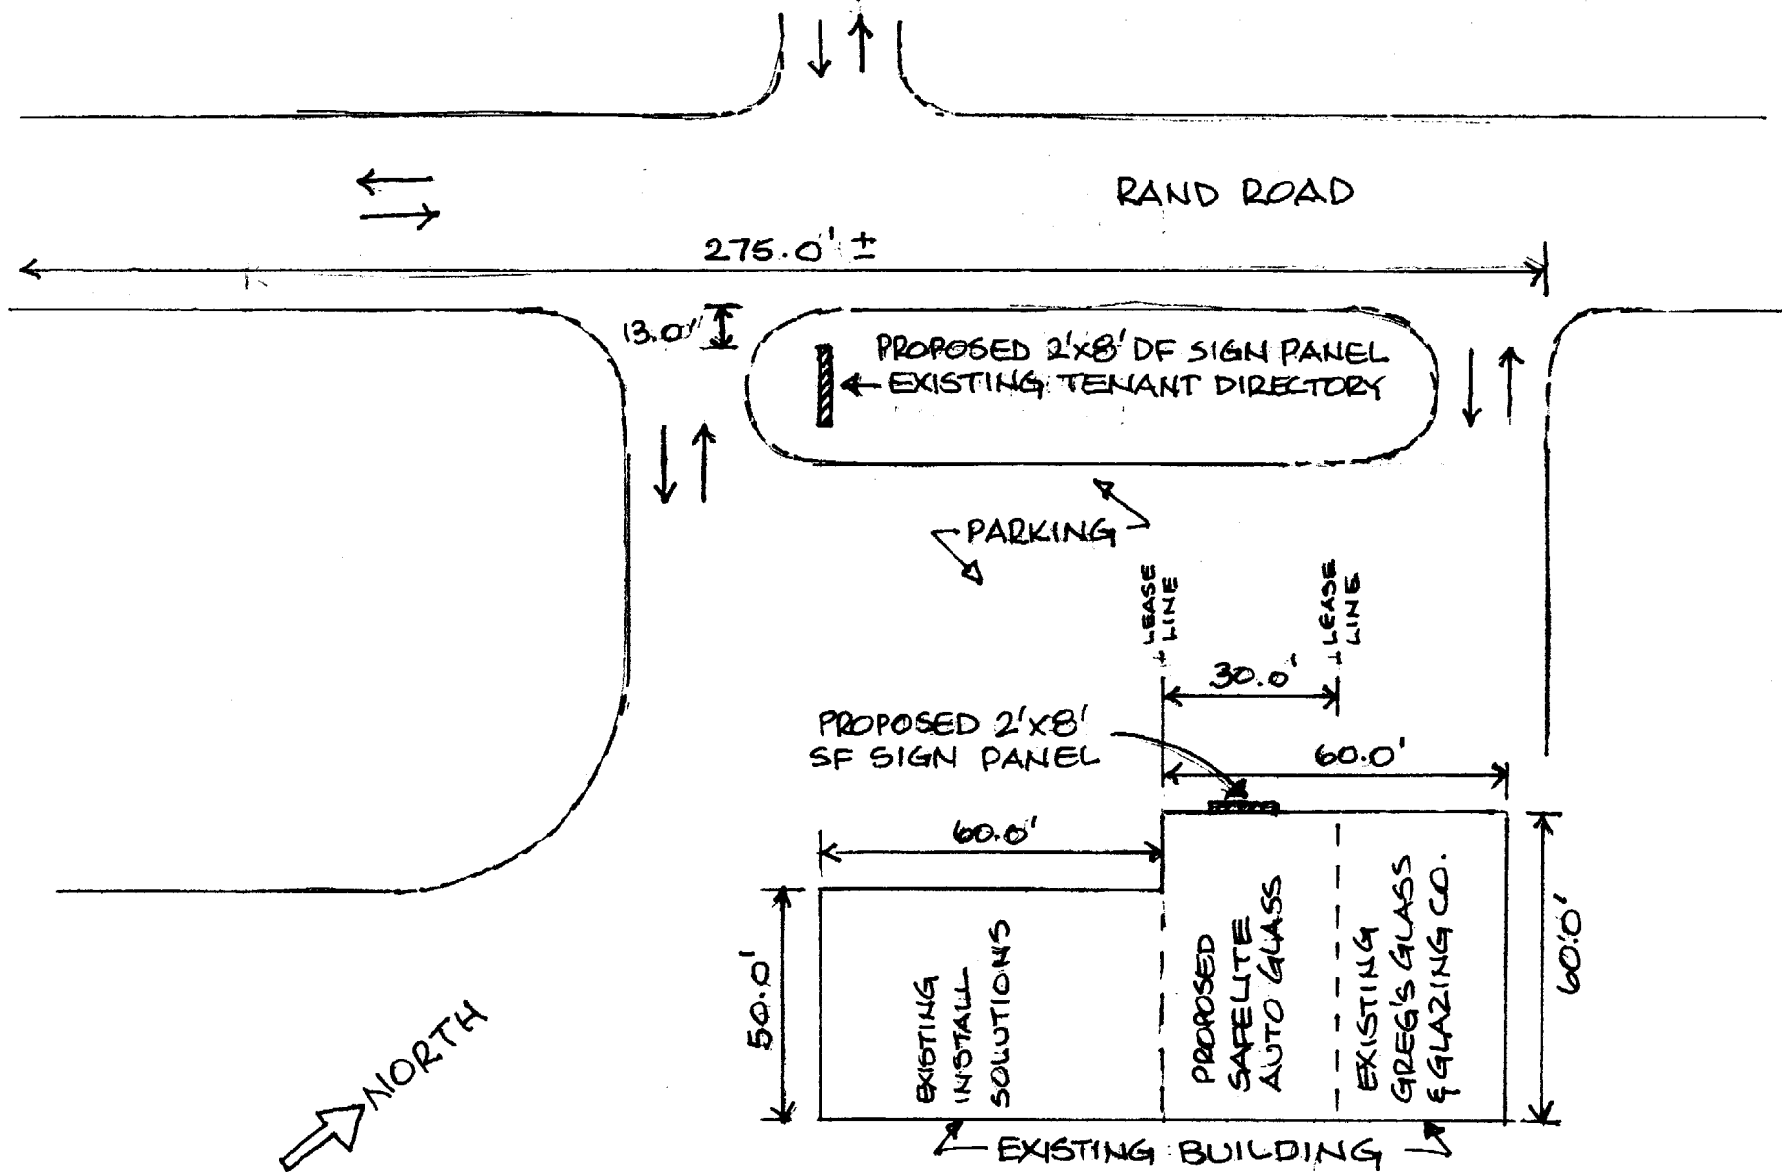 RAND ROAD
275.0' ±
13.0"
PROPOSED 2'X8' DF SIGN PANEL
EXISTING TENANT DIRECTORY
PARKING
LEASE
LINE
LEASE
LINE
30.0'
PROPOSED 2'X8'
SF SIGN PANEL
60.0'
60.0'
50.0'
EXISTING
INSTALL
SOLUTIONS
PROPOSED
SAFELITE
AUTO GLASS
EXISTING
GREG'S GLASS
& GLAZING CO.
60.0'
NORTH
EXISTING BUILDING